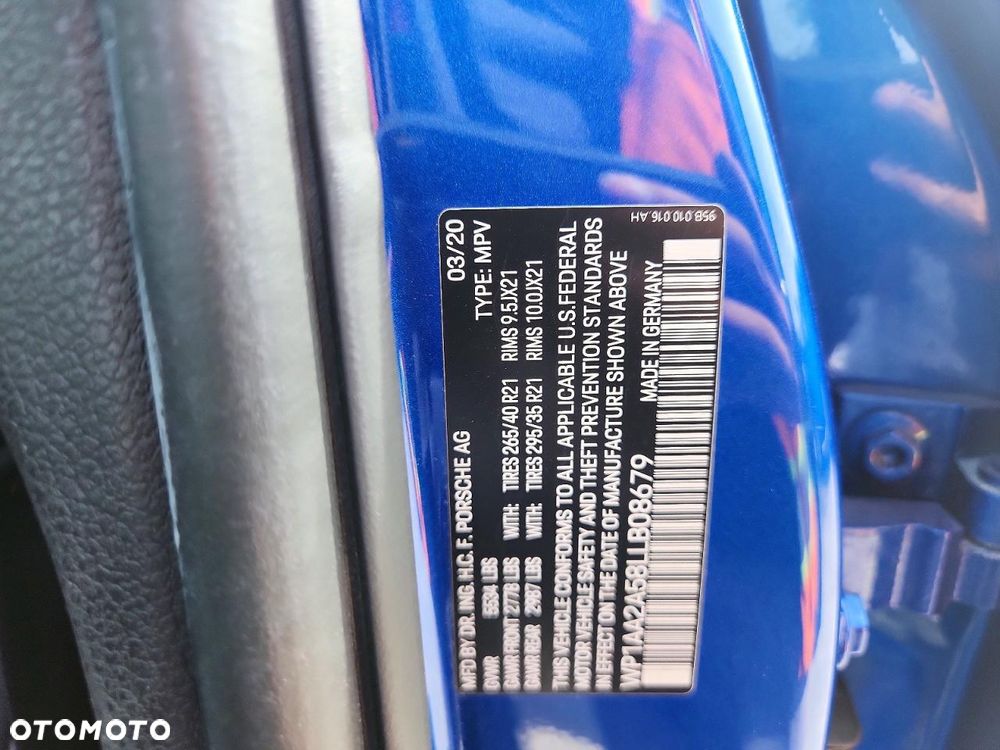 MFD BY DR. ING. H.C. F. PORSCHE AG 03/20
GVWR 5534 LBS TYPE: MPV
GAWR FRONT 2778 LBS WITH: TIRES 265/40 R21 RIMS 9.5JX21
GAWR REAR 2987 LBS WITH: TIRES 295/35 R21 RIMS 10.0JX21
THIS VEHICLE CONFORMS TO ALL APPLICABLE U.S. FEDERAL
MOTOR VEHICLE SAFETY AND THEFT PREVENTION STANDARDS
IN EFFECT ON THE DATE OF MANUFACTURE SHOWN ABOVE
WP1AA2A58LLB08679 MADE IN GERMANY
95B.010.016.AH
OTOMOTO